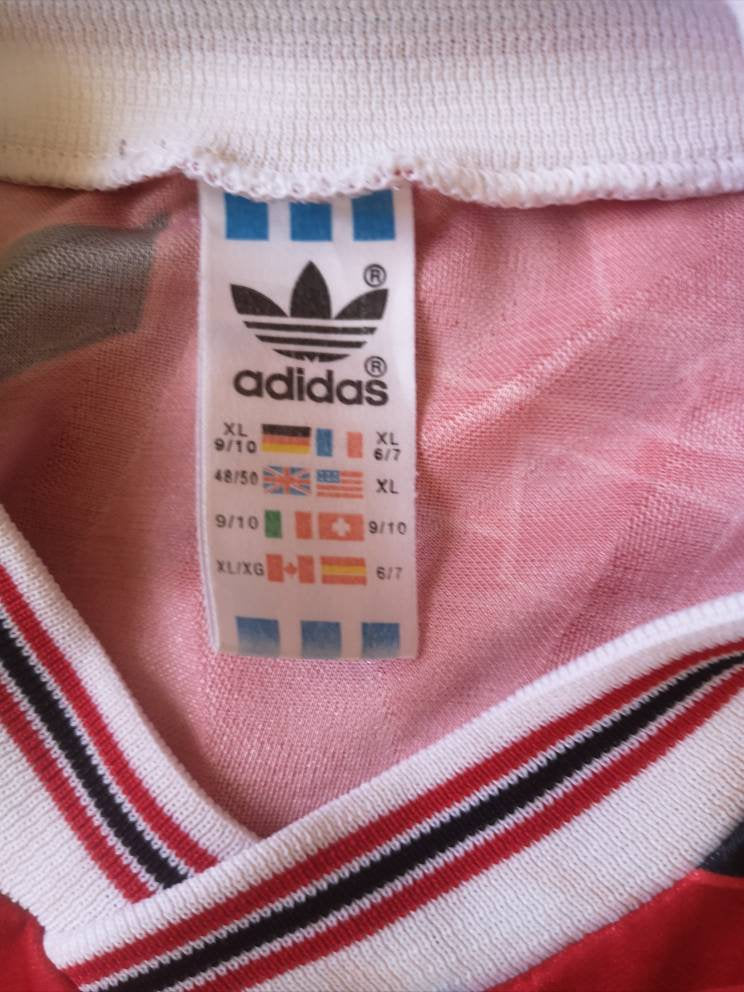 ®
®
adidas
XL 9/10 XL 6/7
48/50 XL
9/10 9/10
XL/XG 6/7